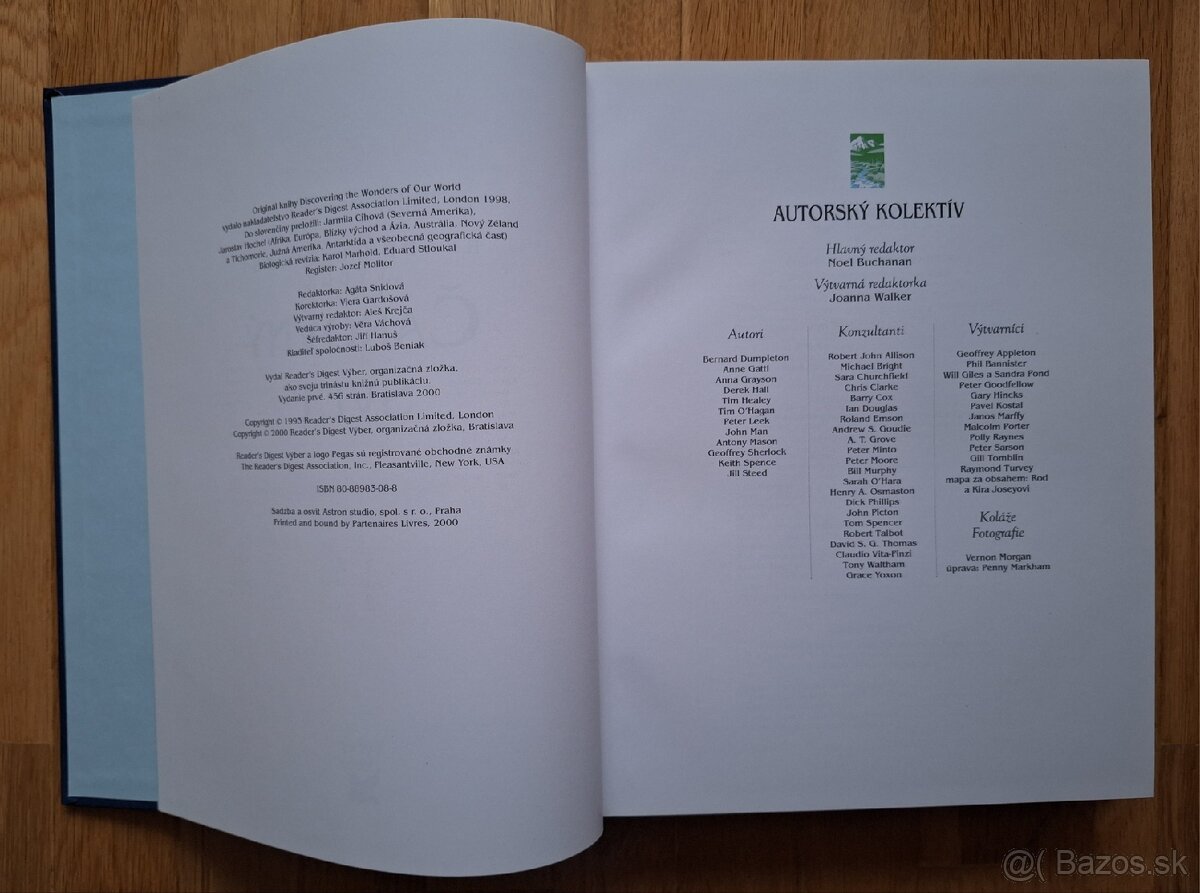 Originál knihy Discovering the Wonders of Our World
vydalo nakladateľstvo Reader's Digest Association Limited, London 1998.
Do slovenčiny preložili: Jarmila Cihová (Severná Amerika),
Jaroslav Hochel (Afrika, Európa, Blízky východ a Ázia, Austrália, Nový Zéland
a Tichomorie, Južná Amerika, Antarktída a všeobecná geografická časť)
Biologická revízia: Karol Marhold, Eduard Stloukal
Register: Jozef Molitor
Redaktorka: Agáta Snidová
Korektorka: Viera Gardošová
Výtvarný redaktor: Aleš Krejča
Vedúca výroby: Věra Váchová
Šéfredaktor: Jiří Hanuš
Riaditeľ spoločnosti: Luboš Beniak
Vydal Reader's Digest Výber, organizačná zložka,
ako svoju trinástu knižnú publikáciu.
Vydanie prvé. 456 strán. Bratislava 2000
Copyright © 1993 Reader's Digest Association Limited, London
Copyright © 2000 Reader's Digest Výber, organizačná zložka, Bratislava
Reader's Digest Výber a logo Pegas sú registrované obchodné známky
The Reader's Digest Association, Inc., Pleasantville, New York, USA
ISBN 80-88983-08-8
Sadzba a osvit Astron studio, spol. s r. o., Praha
Printed and bound by Partenaires Livres, 2000
AUTORSKÝ KOLEKTÍV
Hlavný redaktor
Noel Buchanan
Výtvarná redaktorka
Joanna Walker
Autori
Bernard Dumpleton
Anne Gatti
Anna Grayson
Derek Hall
Tim Healey
Tim O'Hagan
Peter Leek
John Man
Antony Mason
Geoffrey Sherlock
Keith Spence
Jill Steed
Konzultanti
Robert John Allison
Michael Bright
Sara Churchfield
Chris Clarke
Barry Cox
Ian Douglas
Roland Emson
Andrew S. Goudie
A. T. Grove
Peter Minto
Peter Moore
Bill Murphy
Sarah O'Hara
Henry A. Osmaston
Dick Phillips
John Picton
Tom Spencer
Robert Talbot
David S. G. Thomas
Claudio Vita-Finzi
Tony Waltham
Grace Yoxon
Výtvarníci
Geoffrey Appleton
Phil Bannister
Will Giles a Sandra Pond
Peter Goodfellow
Gary Hincks
Pavel Kostal
Janos Marffy
Malcolm Porter
Polly Raynes
Peter Sarson
Gill Tomblin
Raymond Turvey
mapa za obsahem: Rod
a Kira Joseyovi
Koláže
Fotografie
Vernon Morgan
úprava: Penny Markham
@( Bazos.sk